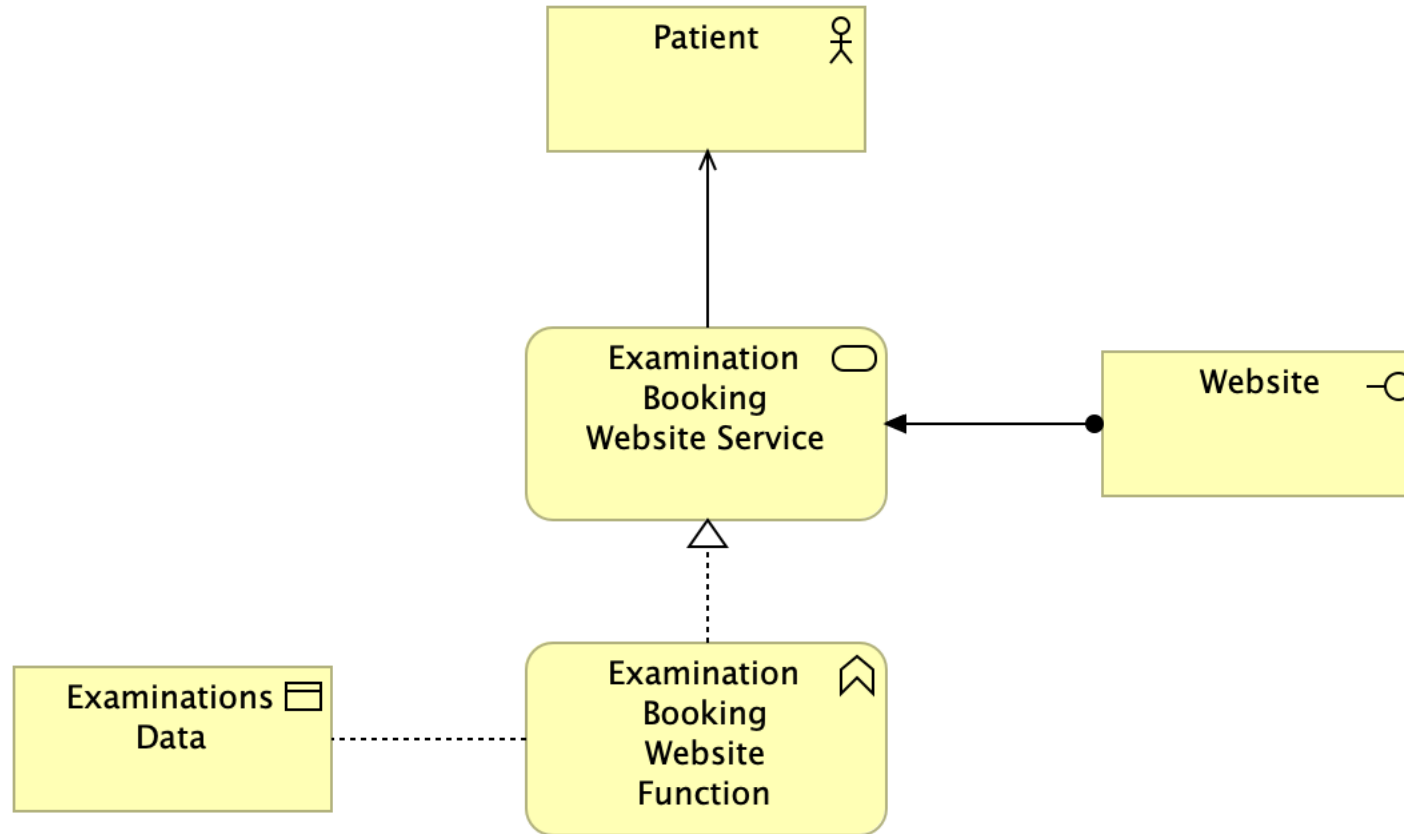 Patient
Examination
Booking
Website Service
Website
Examinations
Data
Examination
Booking
Website
Function